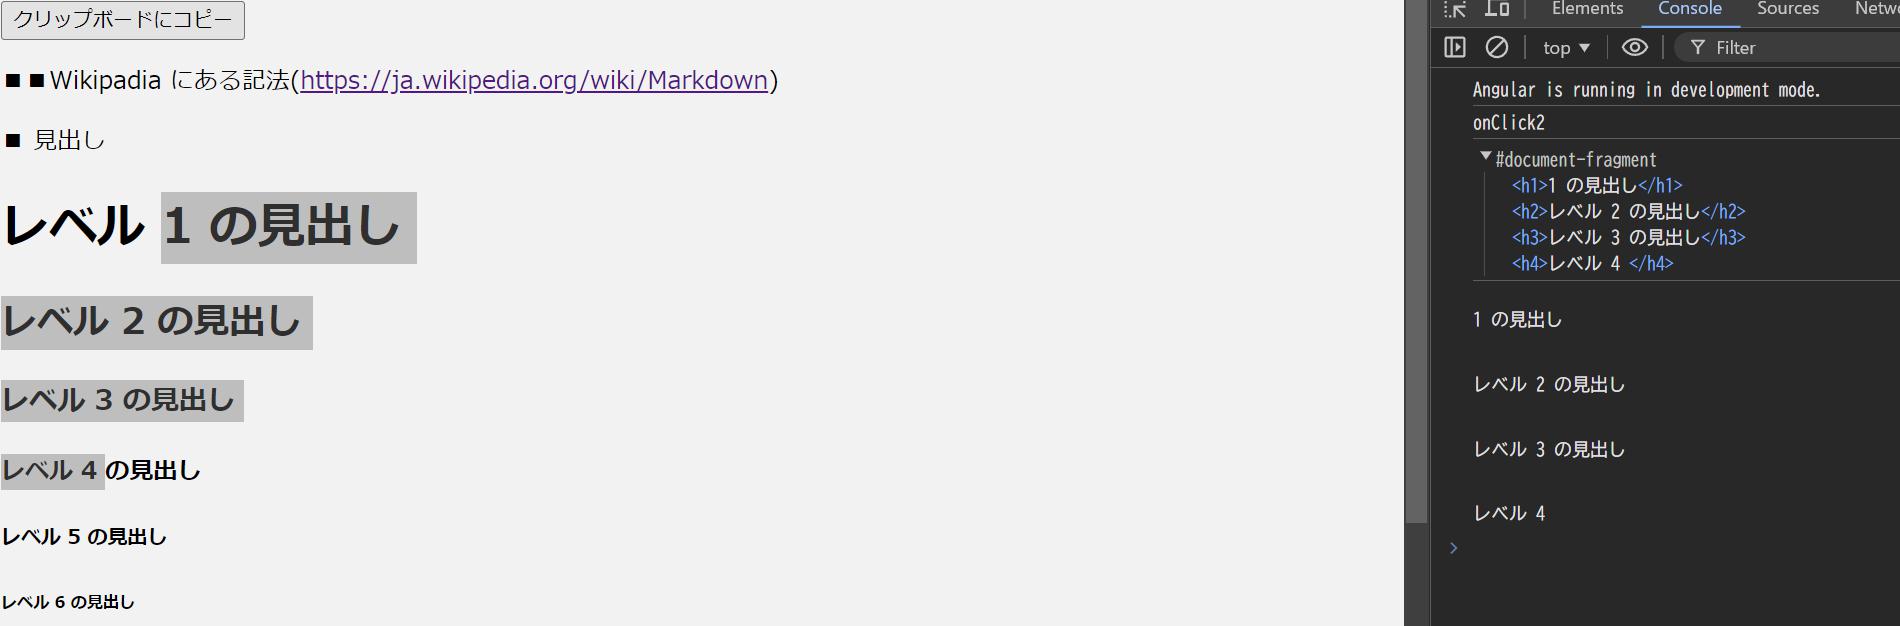 クリップボードにコピー
■■Wikipadia にある記法(https://ja.wikipedia.org/wiki/Markdown)
■ 見出し
レベル 1 の見出し
レベル 2 の見出し
レベル 3 の見出し
レベル 4 の見出し
レベル 5 の見出し
レベル 6 の見出し
Elements Console Sources Netw
top ▼ Filter
Angular is running in development mode.
onClick2
▼#document-fragment
<h1>1 の見出し</h1>
<h2>レベル 2 の見出し</h2>
<h3>レベル 3 の見出し</h3>
<h4>レベル 4 </h4>
1 の見出し
レベル 2 の見出し
レベル 3 の見出し
レベル 4
>